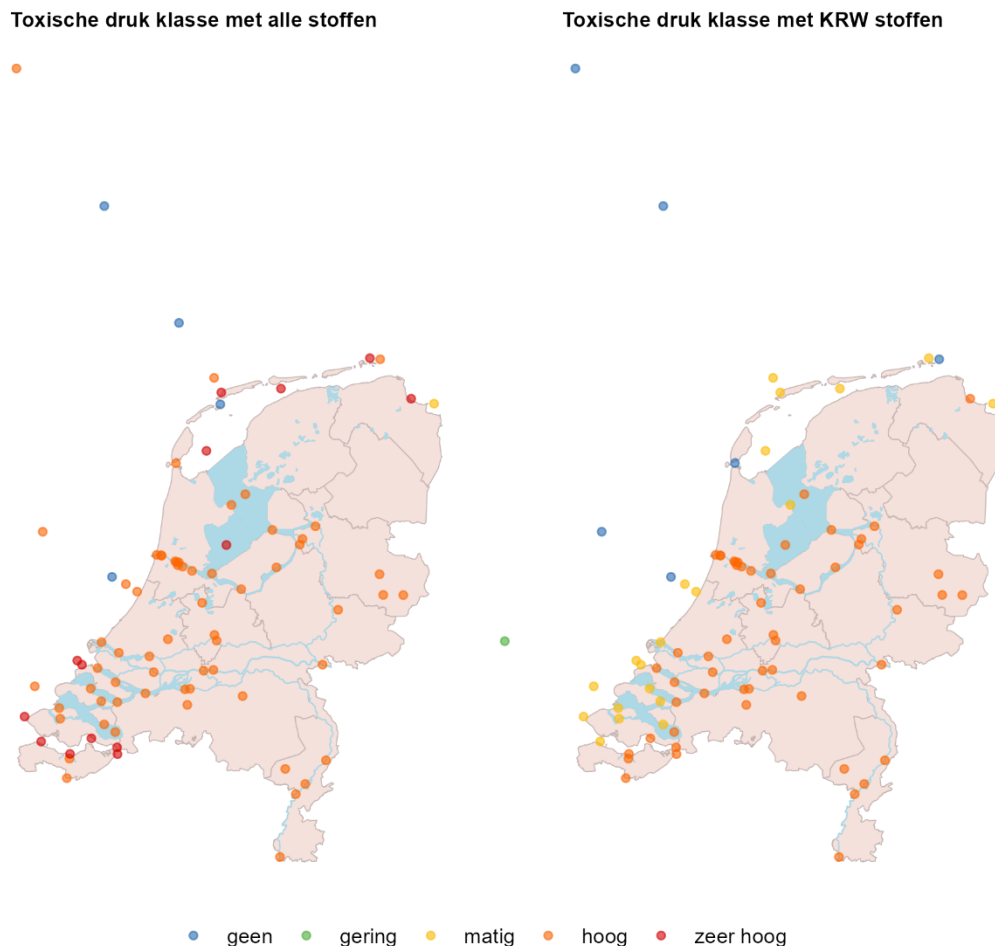 Toxische druk klasse met alle stoffen
Toxische druk klasse met KRW stoffen
geen gering matig hoog zeer hoog